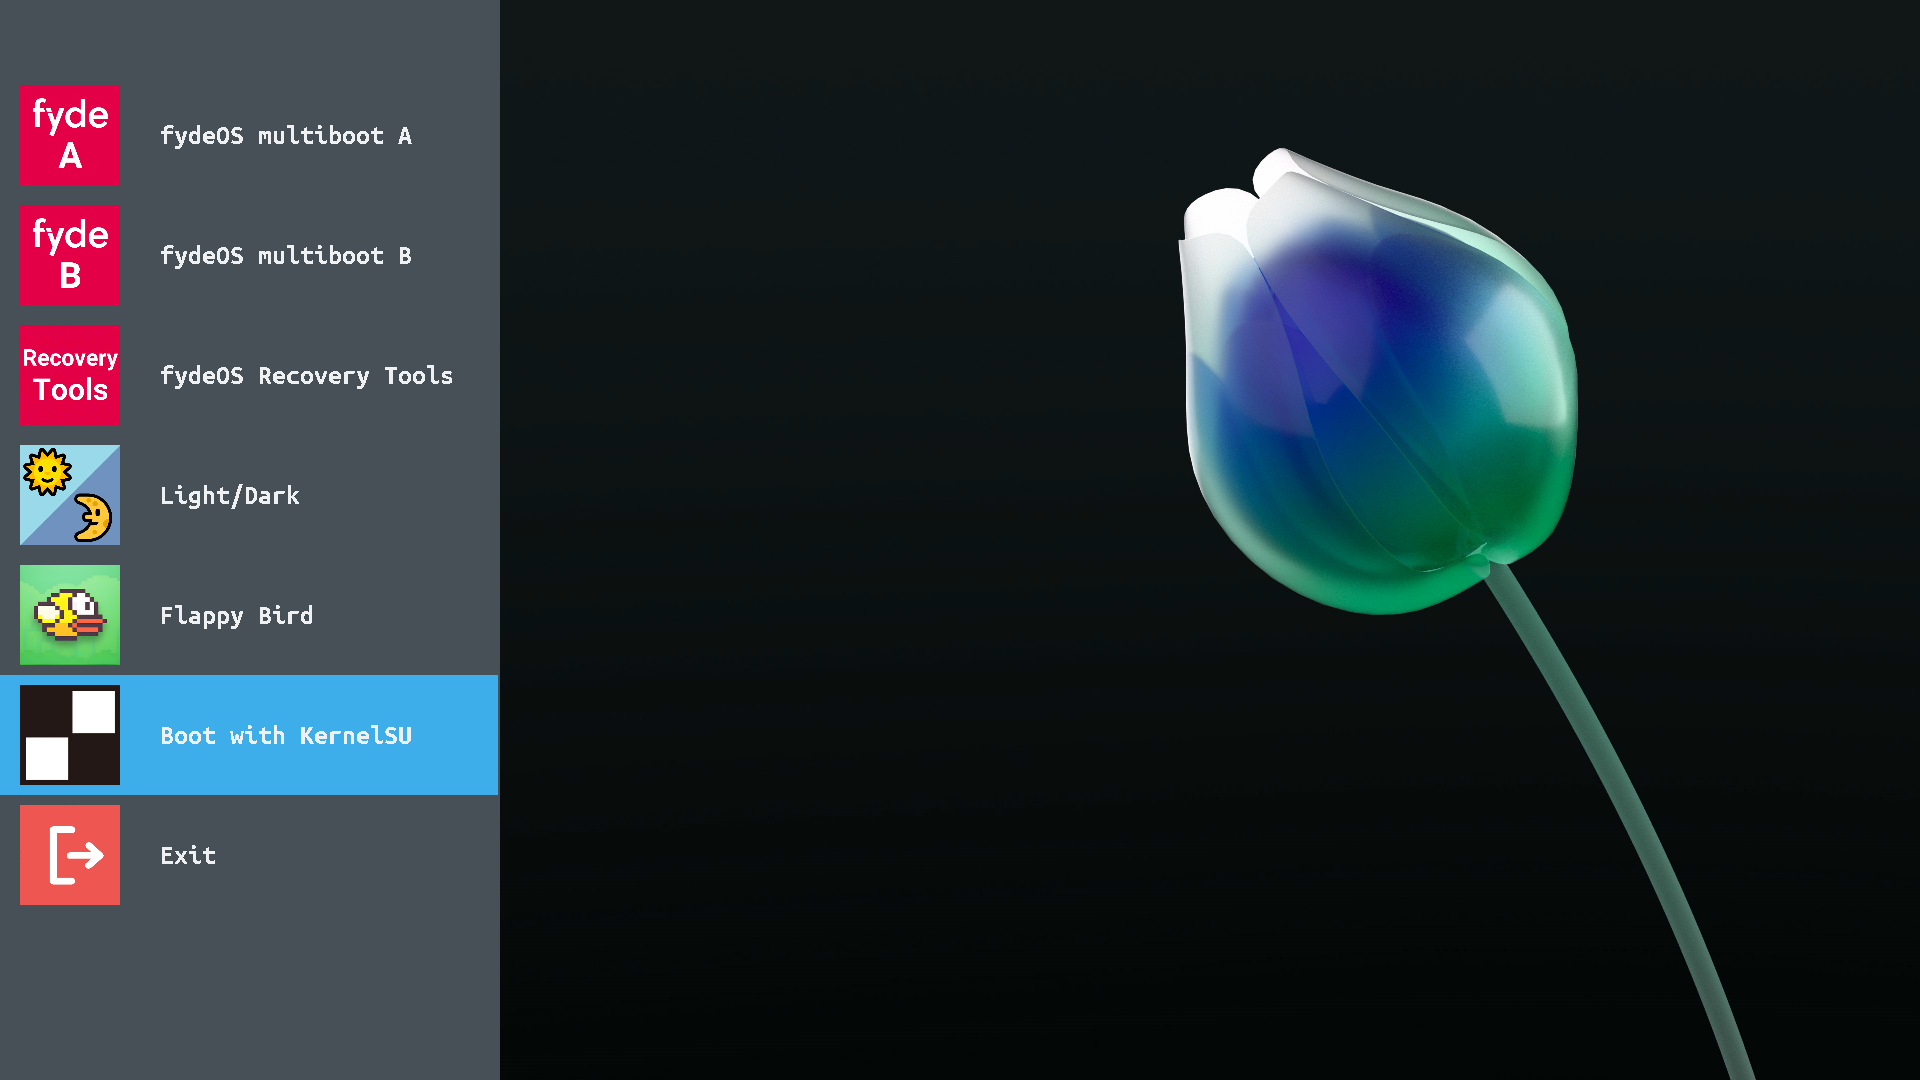 fyde
A
fydeOS multiboot A
fyde
B
fydeOS multiboot B
Recovery
Tools
fydeOS Recovery Tools
Light/Dark
Flappy Bird
Boot with KernelSU
Exit